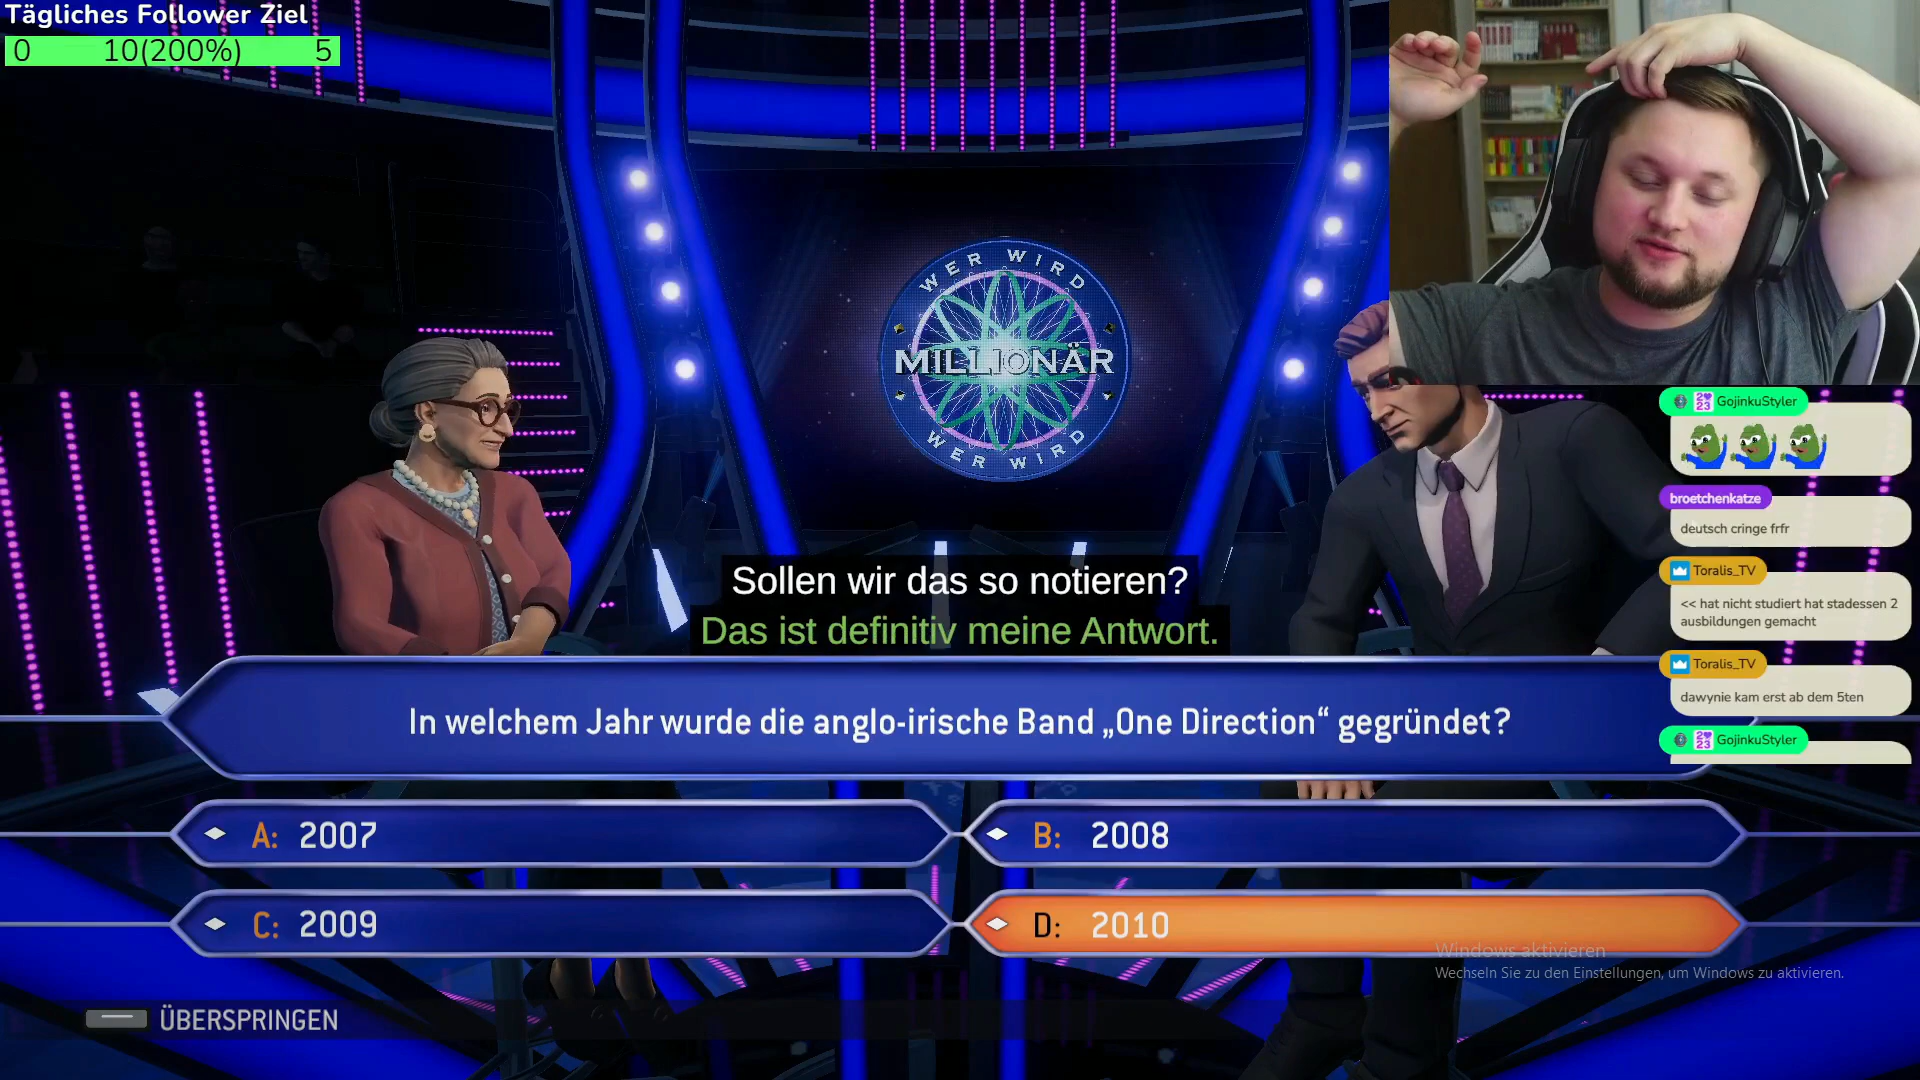 Tägliches Follower Ziel
0 10(200%) 5
WER WIRD
MILLIONÄR
WER WIRD
GojinkuStyler
broetchenkatze
deutsch cringe frfr
Toralis_TV
<< hat nicht studiert hat stadessen 2
ausbildungen gemacht
Toralis_TV
dawynie kam erst ab dem 5ten
GojinkuStyler
Sollen wir das so notieren?
Das ist definitiv meine Antwort.
In welchem Jahr wurde die anglo-irische Band „One Direction“ gegründet?
A: 2007
B: 2008
C: 2009
D: 2010
Windows aktivieren
Wechseln Sie zu den Einstellungen, um Windows zu aktivieren.
ÜBERSPRINGEN